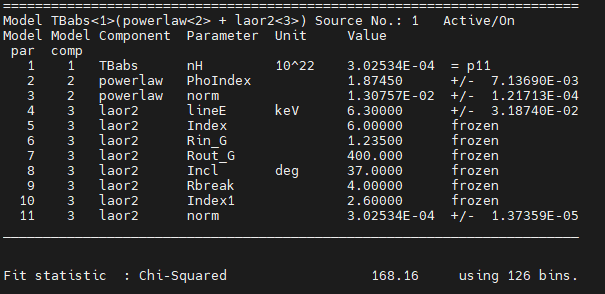 ========================================================================
Model TBabs<1>(powerlaw<2> + laor2<3>) Source No.: 1   Active/On
Model Model Component  Parameter  Unit     Value
 par  comp
   1    1   TBabs      nH         10^22    3.02534E-04  = p11
   2    2   powerlaw   PhoIndex            1.87450      +/-  7.13690E-03
   3    2   powerlaw   norm                1.30757E-02  +/-  1.21713E-04
   4    3   laor2      lineE      keV      6.30000      +/-  3.18740E-02
   5    3   laor2      Index               6.00000      frozen
   6    3   laor2      Rin_G               1.23500      frozen
   7    3   laor2      Rout_G              400.000      frozen
   8    3   laor2      Incl       deg      37.0000      frozen
   9    3   laor2      Rbreak              4.00000      frozen
  10    3   laor2      Index1              2.60000      frozen
  11    3   laor2      norm                3.02534E-04  +/-  1.37359E-05
________________________________________________________________________
Fit statistic  : Chi-Squared                  168.16     using 126 bins.